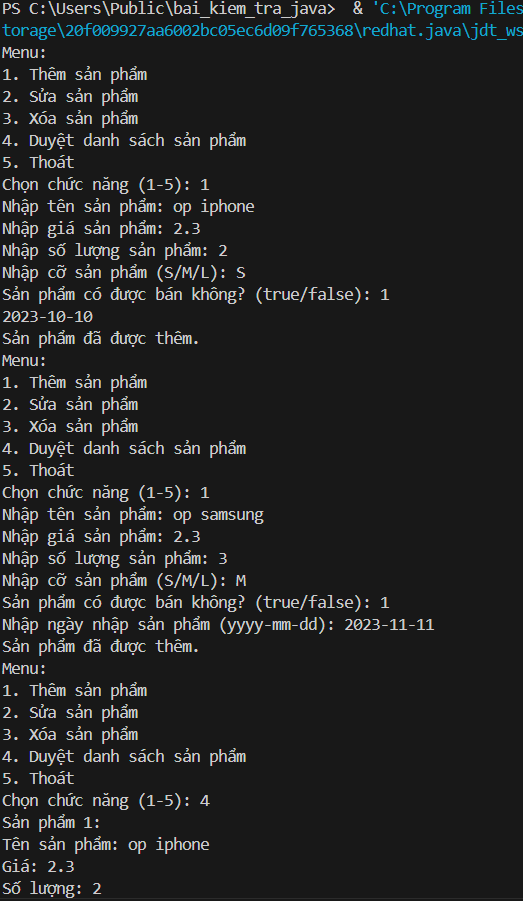 PS C:\Users\Public\bai_kiem_tra_java>  & 'C:\Program Files
torage\20f009927aa6002bc05ec6d09f765368\redhat.java\jdt_ws
Menu:
1. Thêm sản phẩm
2. Sửa sản phẩm
3. Xóa sản phẩm
4. Duyệt danh sách sản phẩm
5. Thoát
Chọn chức năng (1-5): 1
Nhập tên sản phẩm: op iphone
Nhập giá sản phẩm: 2.3
Nhập số lượng sản phẩm: 2
Nhập cỡ sản phẩm (S/M/L): S
Sản phẩm có được bán không? (true/false): 1
2023-10-10
Sản phẩm đã được thêm.
Menu:
1. Thêm sản phẩm
2. Sửa sản phẩm
3. Xóa sản phẩm
4. Duyệt danh sách sản phẩm
5. Thoát
Chọn chức năng (1-5): 1
Nhập tên sản phẩm: op samsung
Nhập giá sản phẩm: 2.3
Nhập số lượng sản phẩm: 3
Nhập cỡ sản phẩm (S/M/L): M
Sản phẩm có được bán không? (true/false): 1
Nhập ngày nhập sản phẩm (yyyy-mm-dd): 2023-11-11
Sản phẩm đã được thêm.
Menu:
1. Thêm sản phẩm
2. Sửa sản phẩm
3. Xóa sản phẩm
4. Duyệt danh sách sản phẩm
5. Thoát
Chọn chức năng (1-5): 4
Sản phẩm 1:
Tên sản phẩm: op iphone
Giá: 2.3
Số lượng: 2